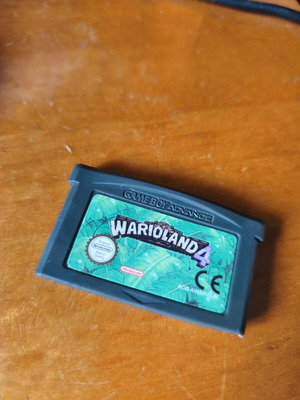 GAME BOY ADVANCE
WARIOLAND 4
Nintendo
CE